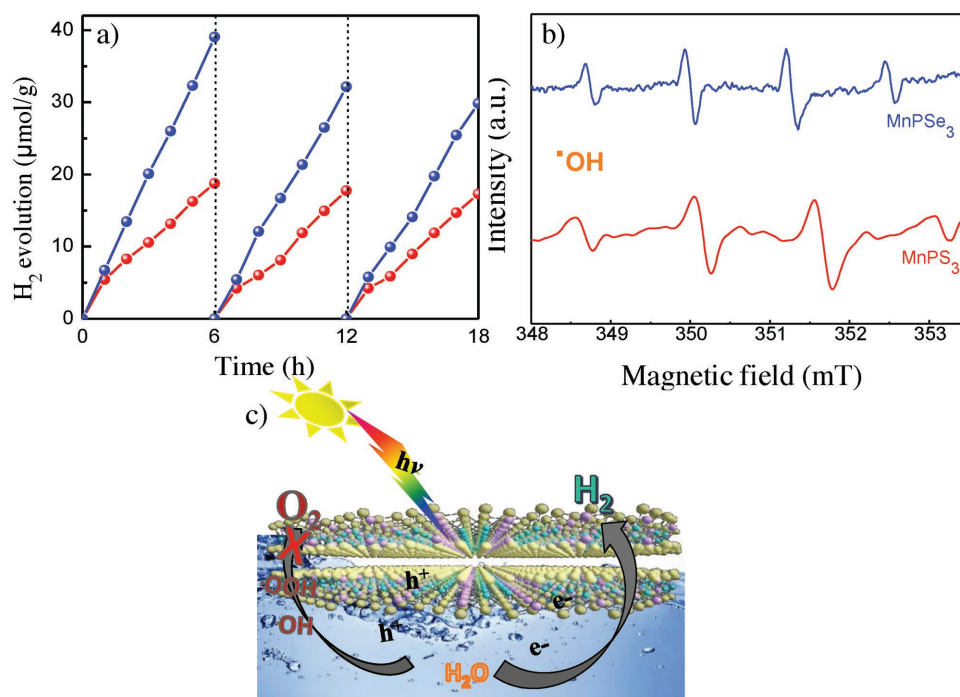 a)
H₂ evolution (μmol/g)
40
30
20
10
0
0 6 12 18
Time (h)
b)
Intensity (a.u.)
MnPSe₃
▪OH
MnPS₃
348 349 350 351 352 353
Magnetic field (mT)
c)
hν
O₂
X
H₂
·OOH
·OH
h⁺
h⁺
e-
e-
H₂O